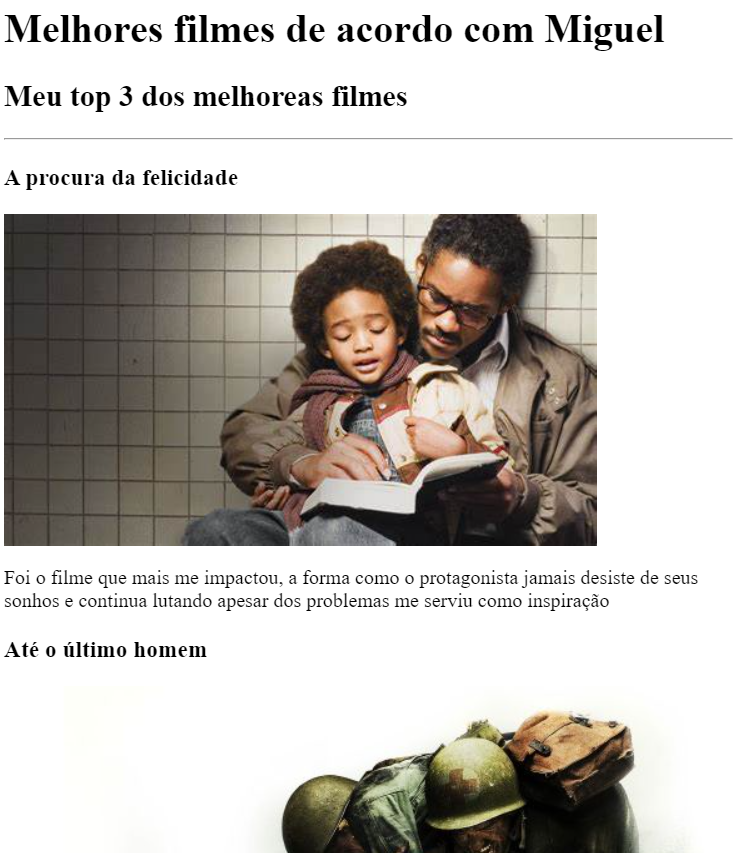 Melhores filmes de acordo com Miguel
Meu top 3 dos melhoreas filmes
A procura da felicidade
Foi o filme que mais me impactou, a forma como o protagonista jamais desiste de seus
sonhos e continua lutando apesar dos problemas me serviu como inspiração
Até o último homem